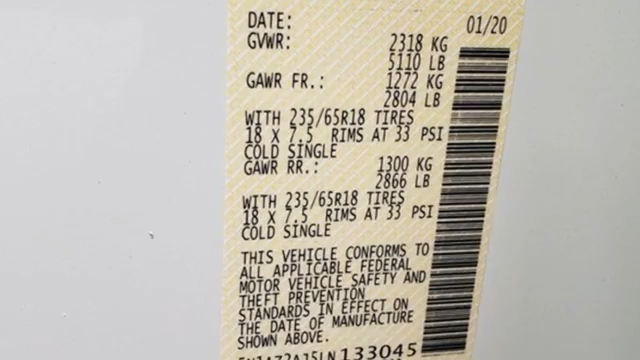 DATE: 01/20
GVWR: 2318 KG
5110 LB
GAWR FR.: 1272 KG
2804 LB
WITH 235/65R18 TIRES
18 X 7.5 RIMS AT 33 PSI
COLD SINGLE
GAWR RR.: 1300 KG
2866 LB
WITH 235/65R18 TIRES
18 X 7.5 RIMS AT 33 PSI
COLD SINGLE
THIS VEHICLE CONFORMS TO
ALL APPLICABLE FEDERAL
MOTOR VEHICLE SAFETY AND
THEFT PREVENTION
STANDARDS IN EFFECT ON
THE DATE OF MANUFACTURE
SHOWN ABOVE.
133045